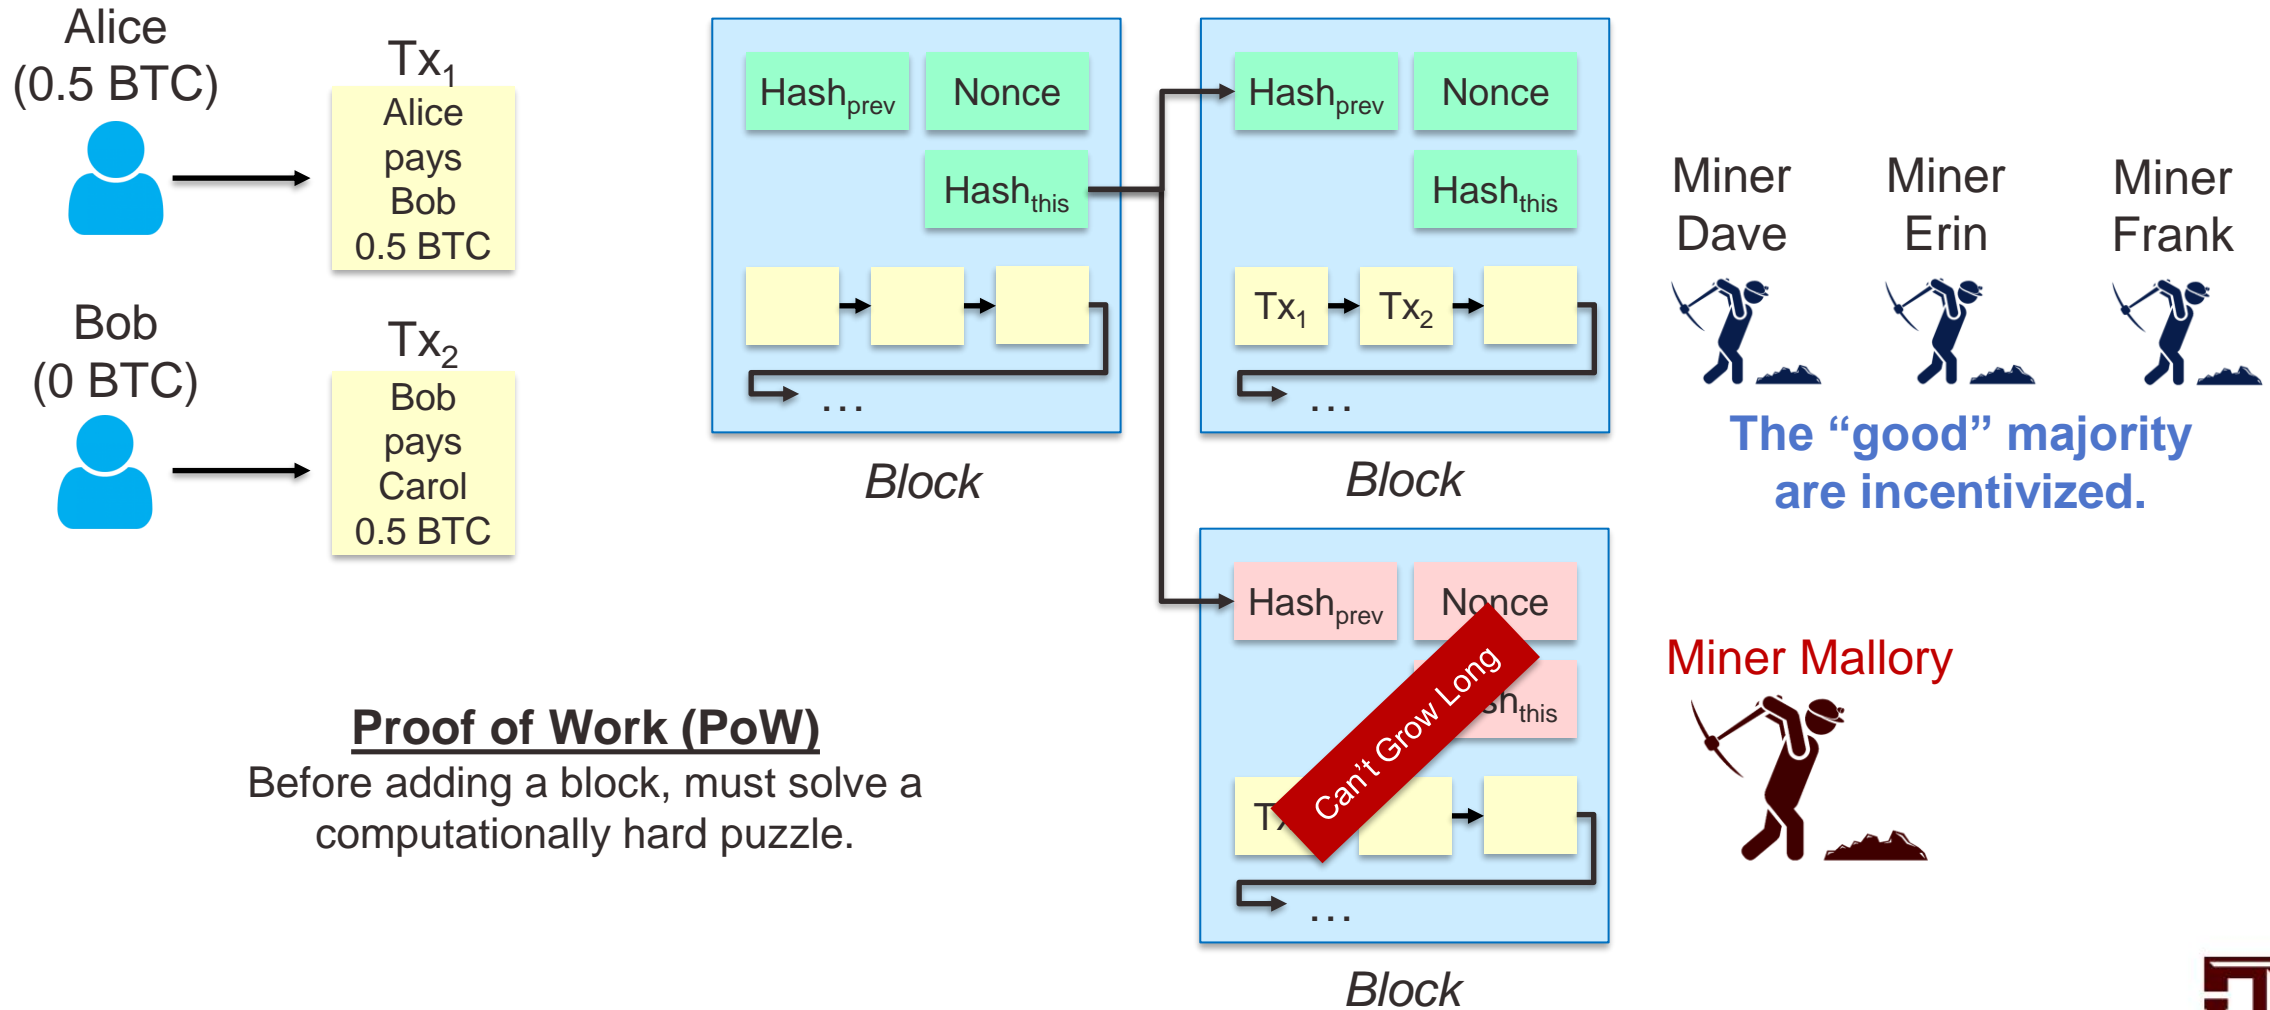 Alice
(0.5 BTC)
Tx1
Alice
pays
Bob
0.5 BTC
Bob
(0 BTC)
Tx2
Bob
pays
Carol
0.5 BTC
Proof of Work (PoW)
Before adding a block, must solve a
computationally hard puzzle.
Hashprev Nonce
Hashthis
...
Block
Hashprev Nonce
Hashthis
Tx1 Tx2
...
Block
Hashprev Nonce
Can't Grow Long
...
Block
Miner
Dave
Miner
Erin
Miner
Frank
The “good” majority
are incentivized.
Miner Mallory